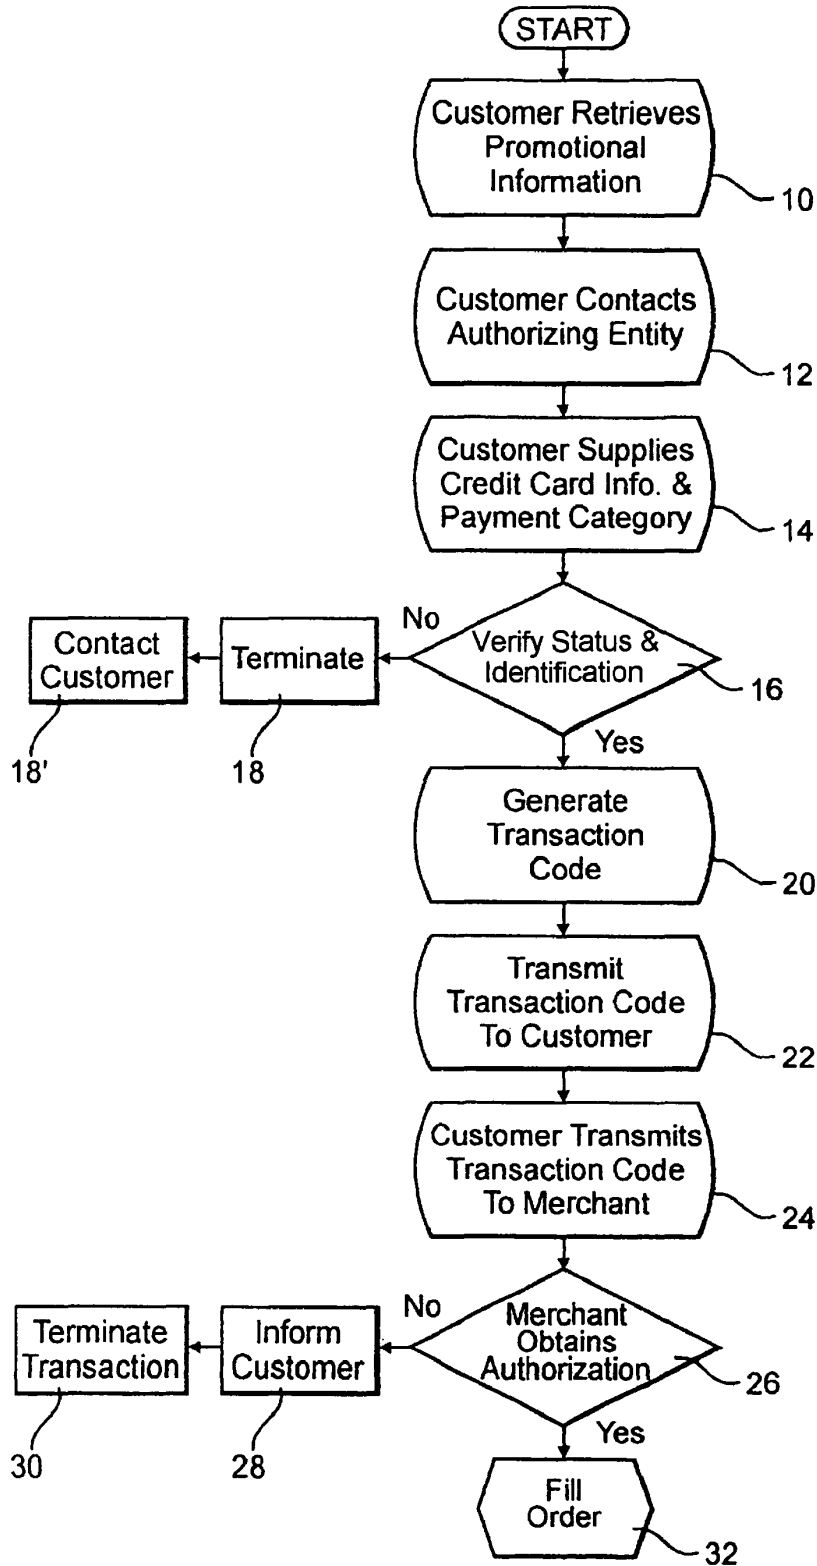 START
Customer Retrieves
Promotional
Information
10
Customer Contacts
Authorizing Entity
12
Customer Supplies
Credit Card Info. &
Payment Category
14
Verify Status &
Identification
16
No
Terminate
18
Contact
Customer
18'
Yes
Generate
Transaction
Code
20
Transmit
Transaction Code
To Customer
22
Customer Transmits
Transaction Code
To Merchant
24
Merchant
Obtains
Authorization
26
No
Inform
Customer
28
Terminate
Transaction
30
Yes
Fill
Order
32